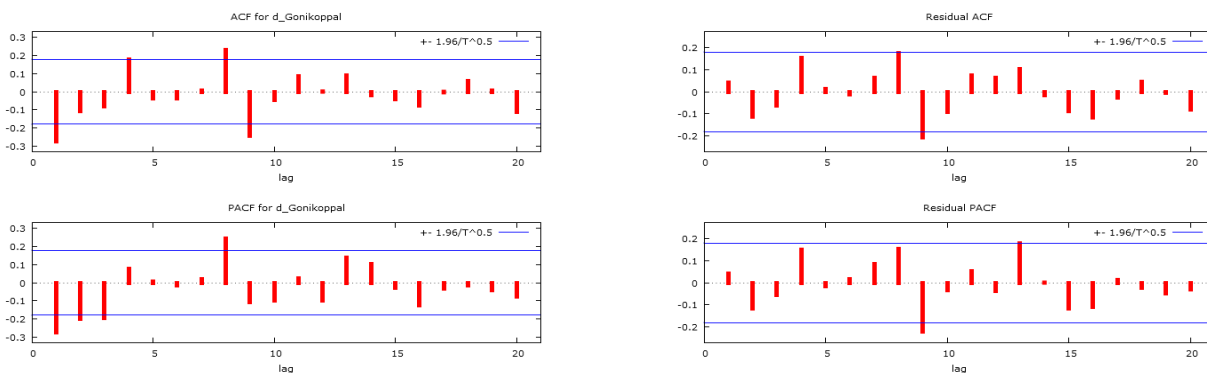 ACF for d_Gonikoppal
0.3
+- 1.96/T^0.5
0.2
0.1
0
-0.1
-0.2
-0.3
0 5 10 15 20
lag
PACF for d_Gonikoppal
0.3
+- 1.96/T^0.5
0.2
0.1
0
-0.1
-0.2
-0.3
0 5 10 15 20
lag
Residual ACF
+- 1.96/T^0.5
0.2
0.1
0
-0.1
-0.2
0 5 10 15 20
lag
Residual PACF
+- 1.96/T^0.5
0.2
0.1
0
-0.1
-0.2
0 5 10 15 20
lag